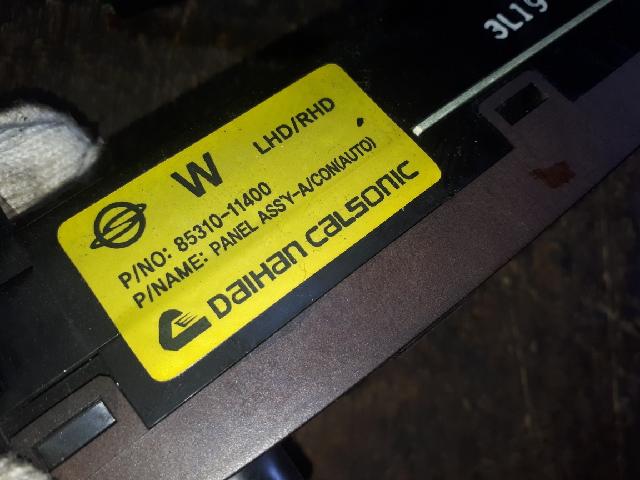 3L19
W LHD/RHD
P/NO: 85310-11400
P/NAME: PANEL ASSY-A/CON(AUTO)
DAIHAN CALSONIC